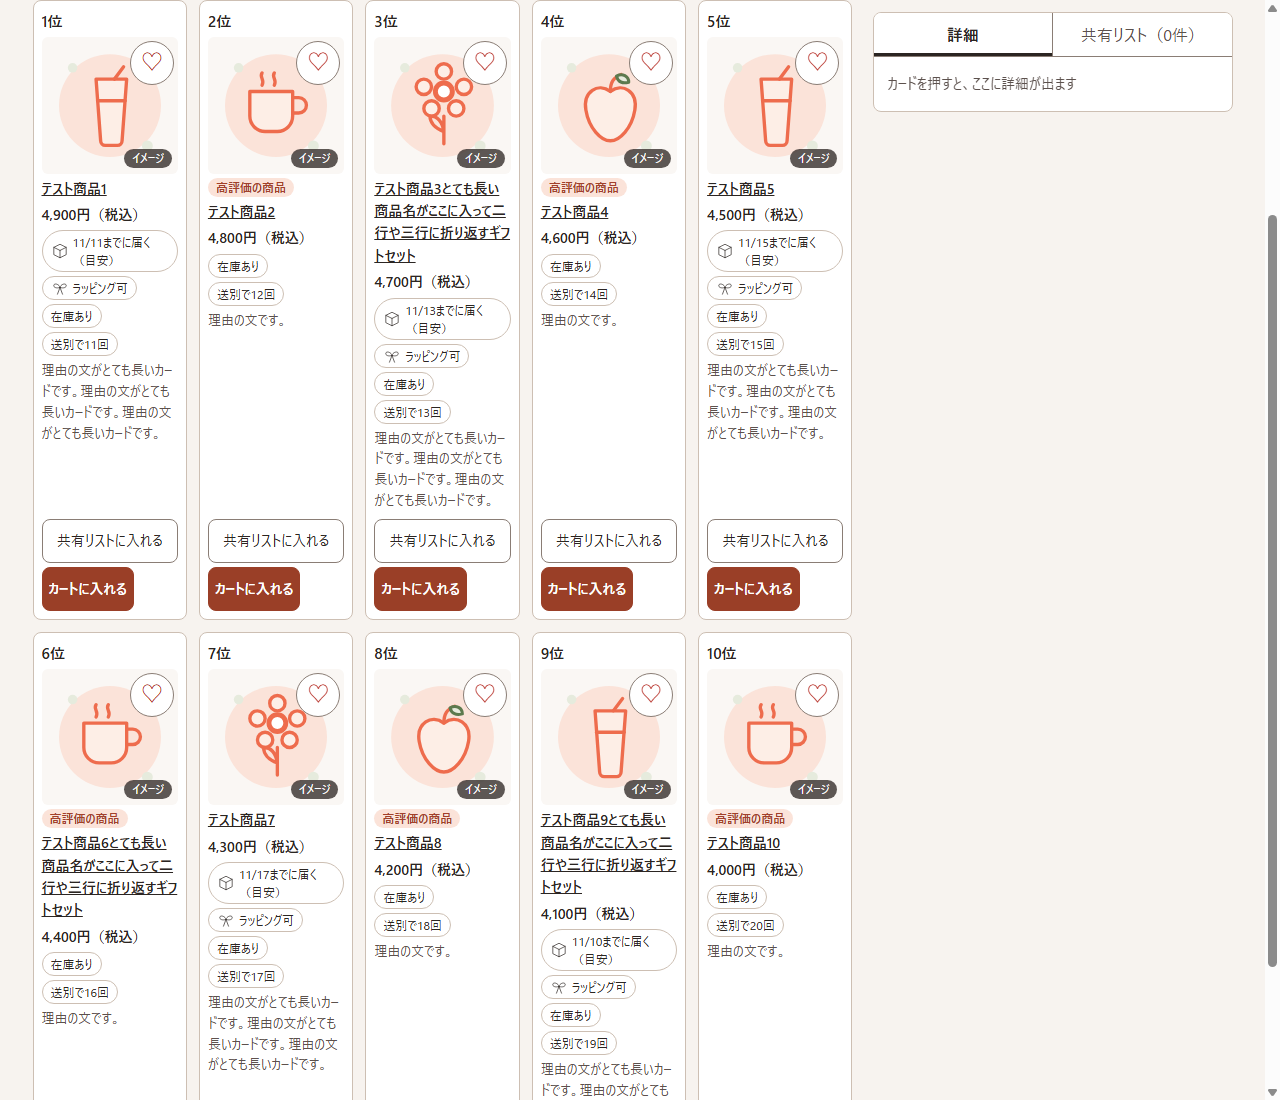 1位
イメージ
テスト商品1
4,900円（税込）
11/11までに届く
（目安）
ラッピング可
在庫あり
送別で11回
理由の文がとても長いカー
ドです。理由の文がとても
長いカードです。理由の文
がとても長いカードです。
共有リストに入れる
カートに入れる
2位
イメージ
高評価の商品
テスト商品2
4,800円（税込）
在庫あり
送別で12回
理由の文です。
共有リストに入れる
カートに入れる
3位
イメージ
テスト商品3とても長い
商品名がここに入って二
行や三行に折り返すギフ
トセット
4,700円（税込）
11/13までに届く
（目安）
ラッピング可
在庫あり
送別で13回
理由の文がとても長いカー
ドです。理由の文がとても
長いカードです。理由の文
がとても長いカードです。
共有リストに入れる
カートに入れる
4位
イメージ
高評価の商品
テスト商品4
4,600円（税込）
在庫あり
送別で14回
理由の文です。
共有リストに入れる
カートに入れる
5位
イメージ
テスト商品5
4,500円（税込）
11/15までに届く
（目安）
ラッピング可
在庫あり
送別で15回
理由の文がとても長いカー
ドです。理由の文がとても
長いカードです。理由の文
がとても長いカードです。
共有リストに入れる
カートに入れる
詳細
共有リスト（0件）
カードを押すと、ここに詳細が出ます
6位
イメージ
高評価の商品
テスト商品6とても長い
商品名がここに入って二
行や三行に折り返すギフ
トセット
4,400円（税込）
在庫あり
送別で16回
理由の文です。
7位
イメージ
テスト商品7
4,300円（税込）
11/17までに届く
（目安）
ラッピング可
在庫あり
送別で17回
理由の文がとても長いカー
ドです。理由の文がとても
長いカードです。理由の文
がとても長いカードです。
8位
イメージ
高評価の商品
テスト商品8
4,200円（税込）
在庫あり
送別で18回
理由の文です。
9位
イメージ
テスト商品9とても長い
商品名がここに入って二
行や三行に折り返すギフ
トセット
4,100円（税込）
11/10までに届く
（目安）
ラッピング可
在庫あり
送別で19回
理由の文がとても長いカー
ドです。理由の文がとても
10位
イメージ
高評価の商品
テスト商品10
4,000円（税込）
在庫あり
送別で20回
理由の文です。